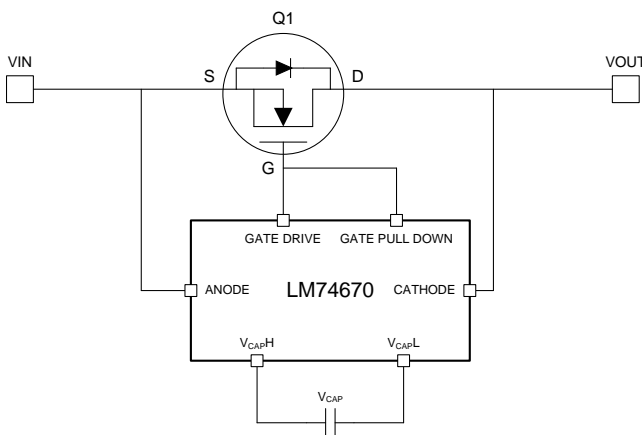 Q1
VIN
S
D
VOUT
G
GATE DRIVE
GATE PULL DOWN
ANODE
LM74670
CATHODE
VCAPH
VCAPL
VCAP